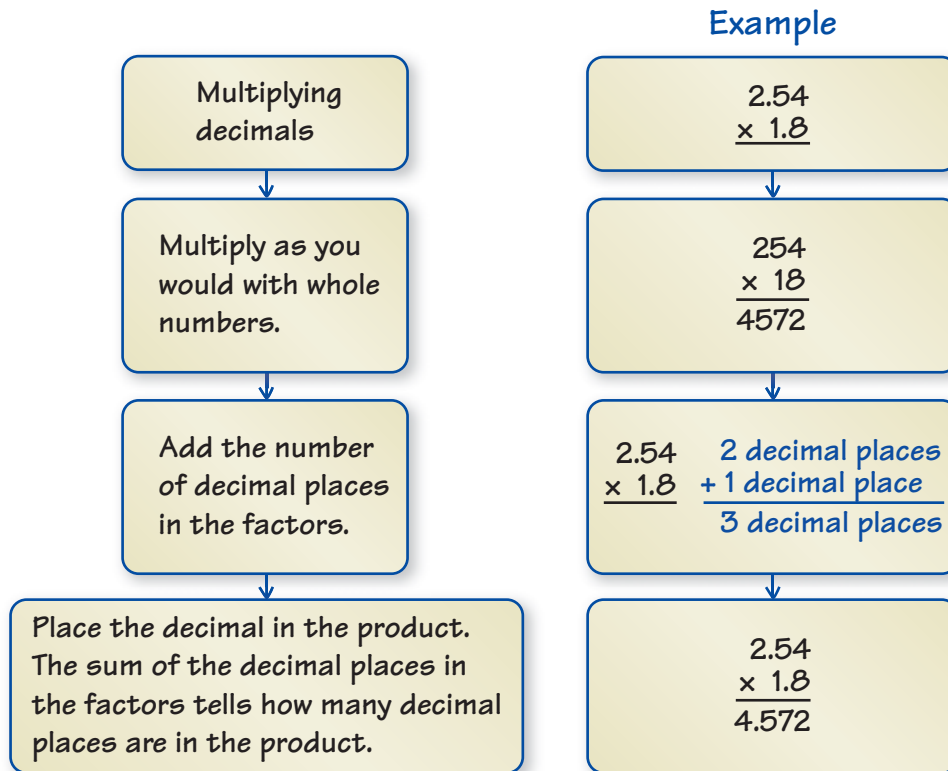 Example
Multiplying
decimals
2.54
x 1.8
Multiply as you
would with whole
numbers.
254
x 18
4572
Add the number
of decimal places
in the factors.
2.54
x 1.8
2 decimal places
+ 1 decimal place
3 decimal places
Place the decimal in the product.
The sum of the decimal places in
the factors tells how many decimal
places are in the product.
2.54
x 1.8
4.572